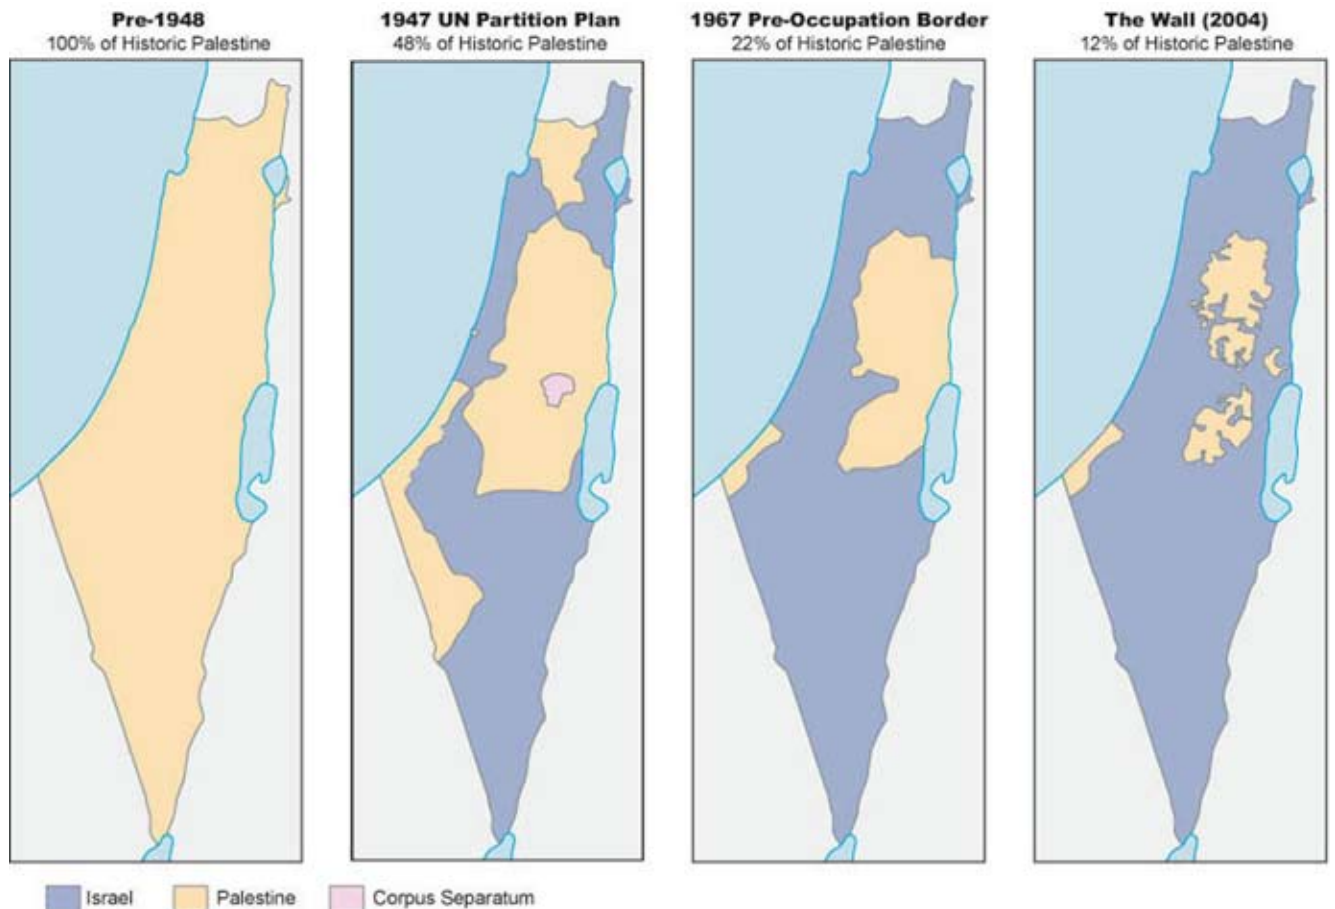 Pre-1948
100% of Historic Palestine
1947 UN Partition Plan
48% of Historic Palestine
1967 Pre-Occupation Border
22% of Historic Palestine
The Wall (2004)
12% of Historic Palestine
Israel
Palestine
Corpus Separatum